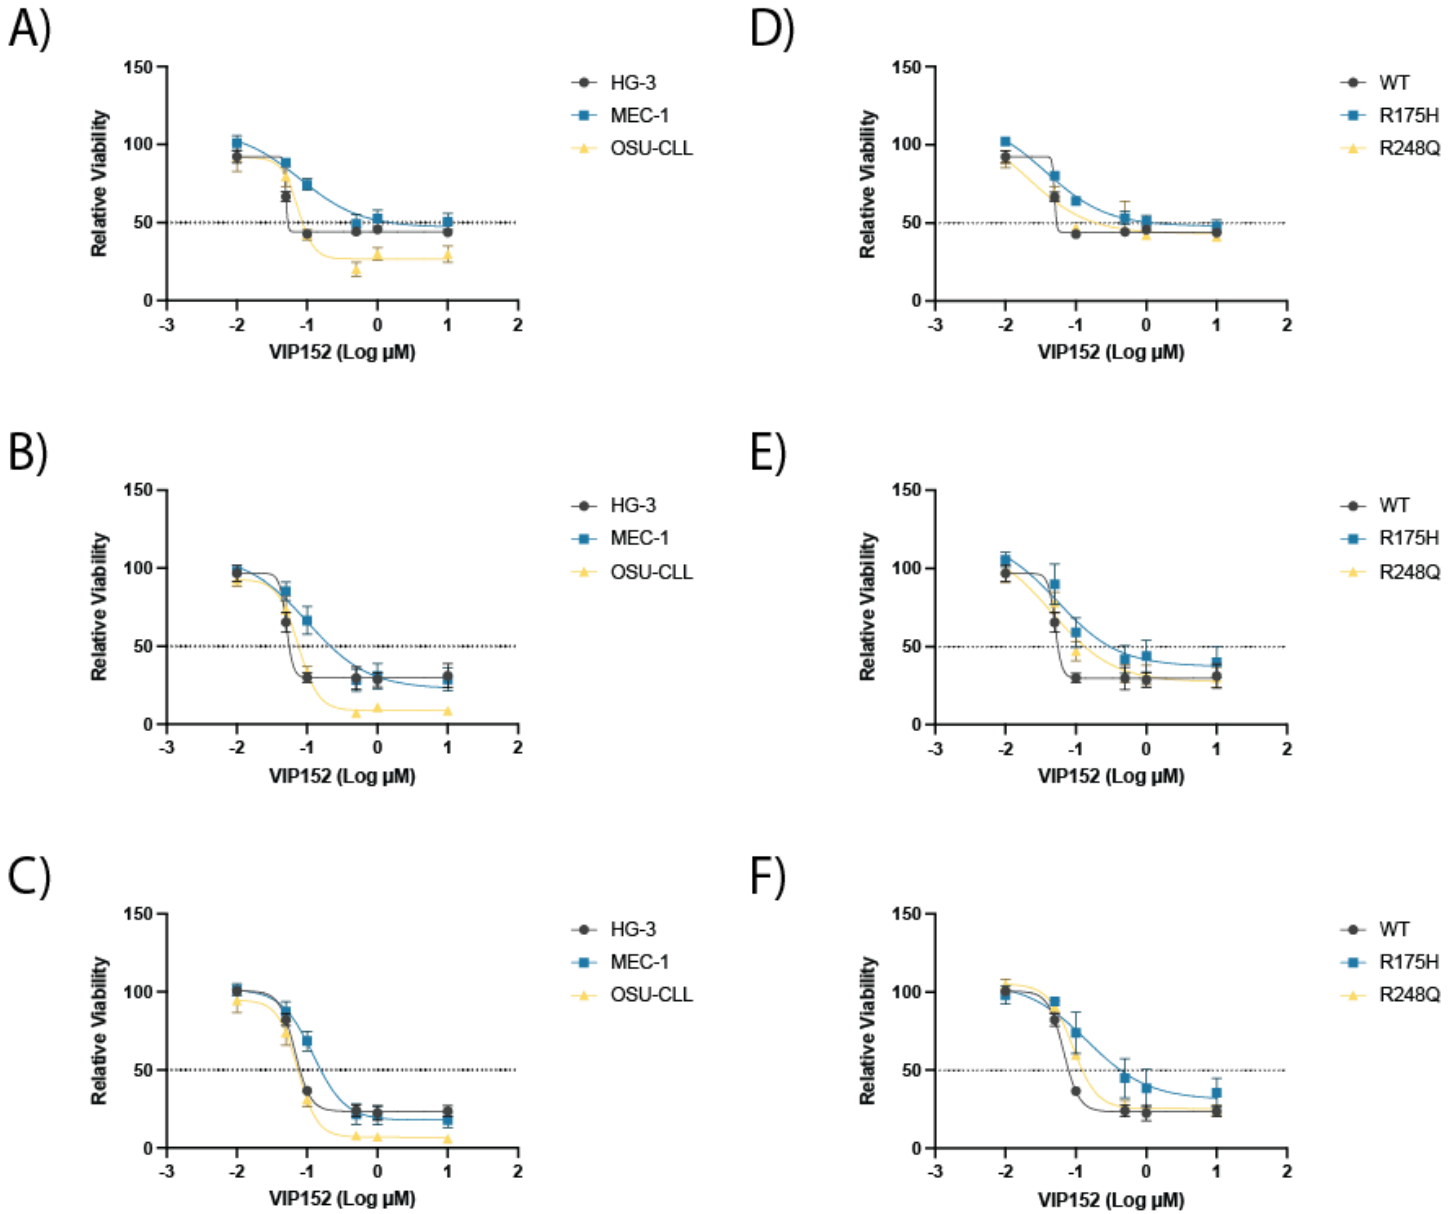 A)
150
100
50
0
-3
-2
-1
0
1
2
Relative Viability
VIP152 (Log µM)
HG-3
MEC-1
OSU-CLL
D)
150
100
50
0
-3
-2
-1
0
1
2
Relative Viability
VIP152 (Log µM)
WT
R175H
R248Q
B)
150
100
50
0
-3
-2
-1
0
1
2
Relative Viability
VIP152 (Log µM)
HG-3
MEC-1
OSU-CLL
E)
150
100
50
0
-3
-2
-1
0
1
2
Relative Viability
VIP152 (Log µM)
WT
R175H
R248Q
C)
150
100
50
0
-3
-2
-1
0
1
2
Relative Viability
VIP152 (Log µM)
HG-3
MEC-1
OSU-CLL
F)
150
100
50
0
-3
-2
-1
0
1
2
Relative Viability
VIP152 (Log µM)
WT
R175H
R248Q